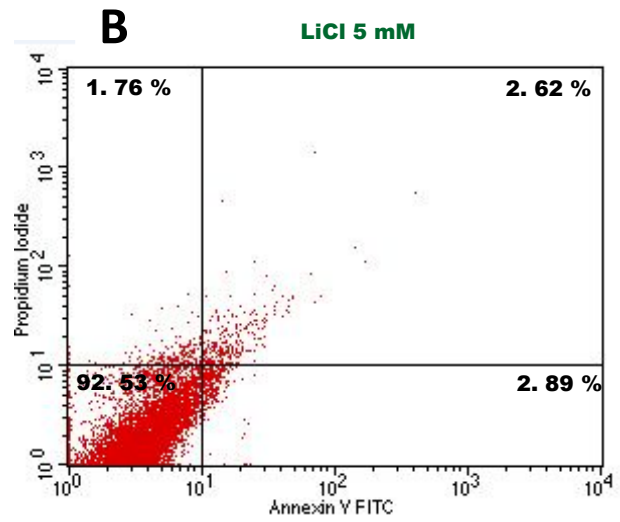 B
LiCl 5 mM
1. 76 %
2. 62 %
92. 53 %
2. 89 %
Propidium Iodide
10^4
10^3
10^2
10^1
10^0
10^0 10^1 10^2 10^3 10^4
Annexin V FITC